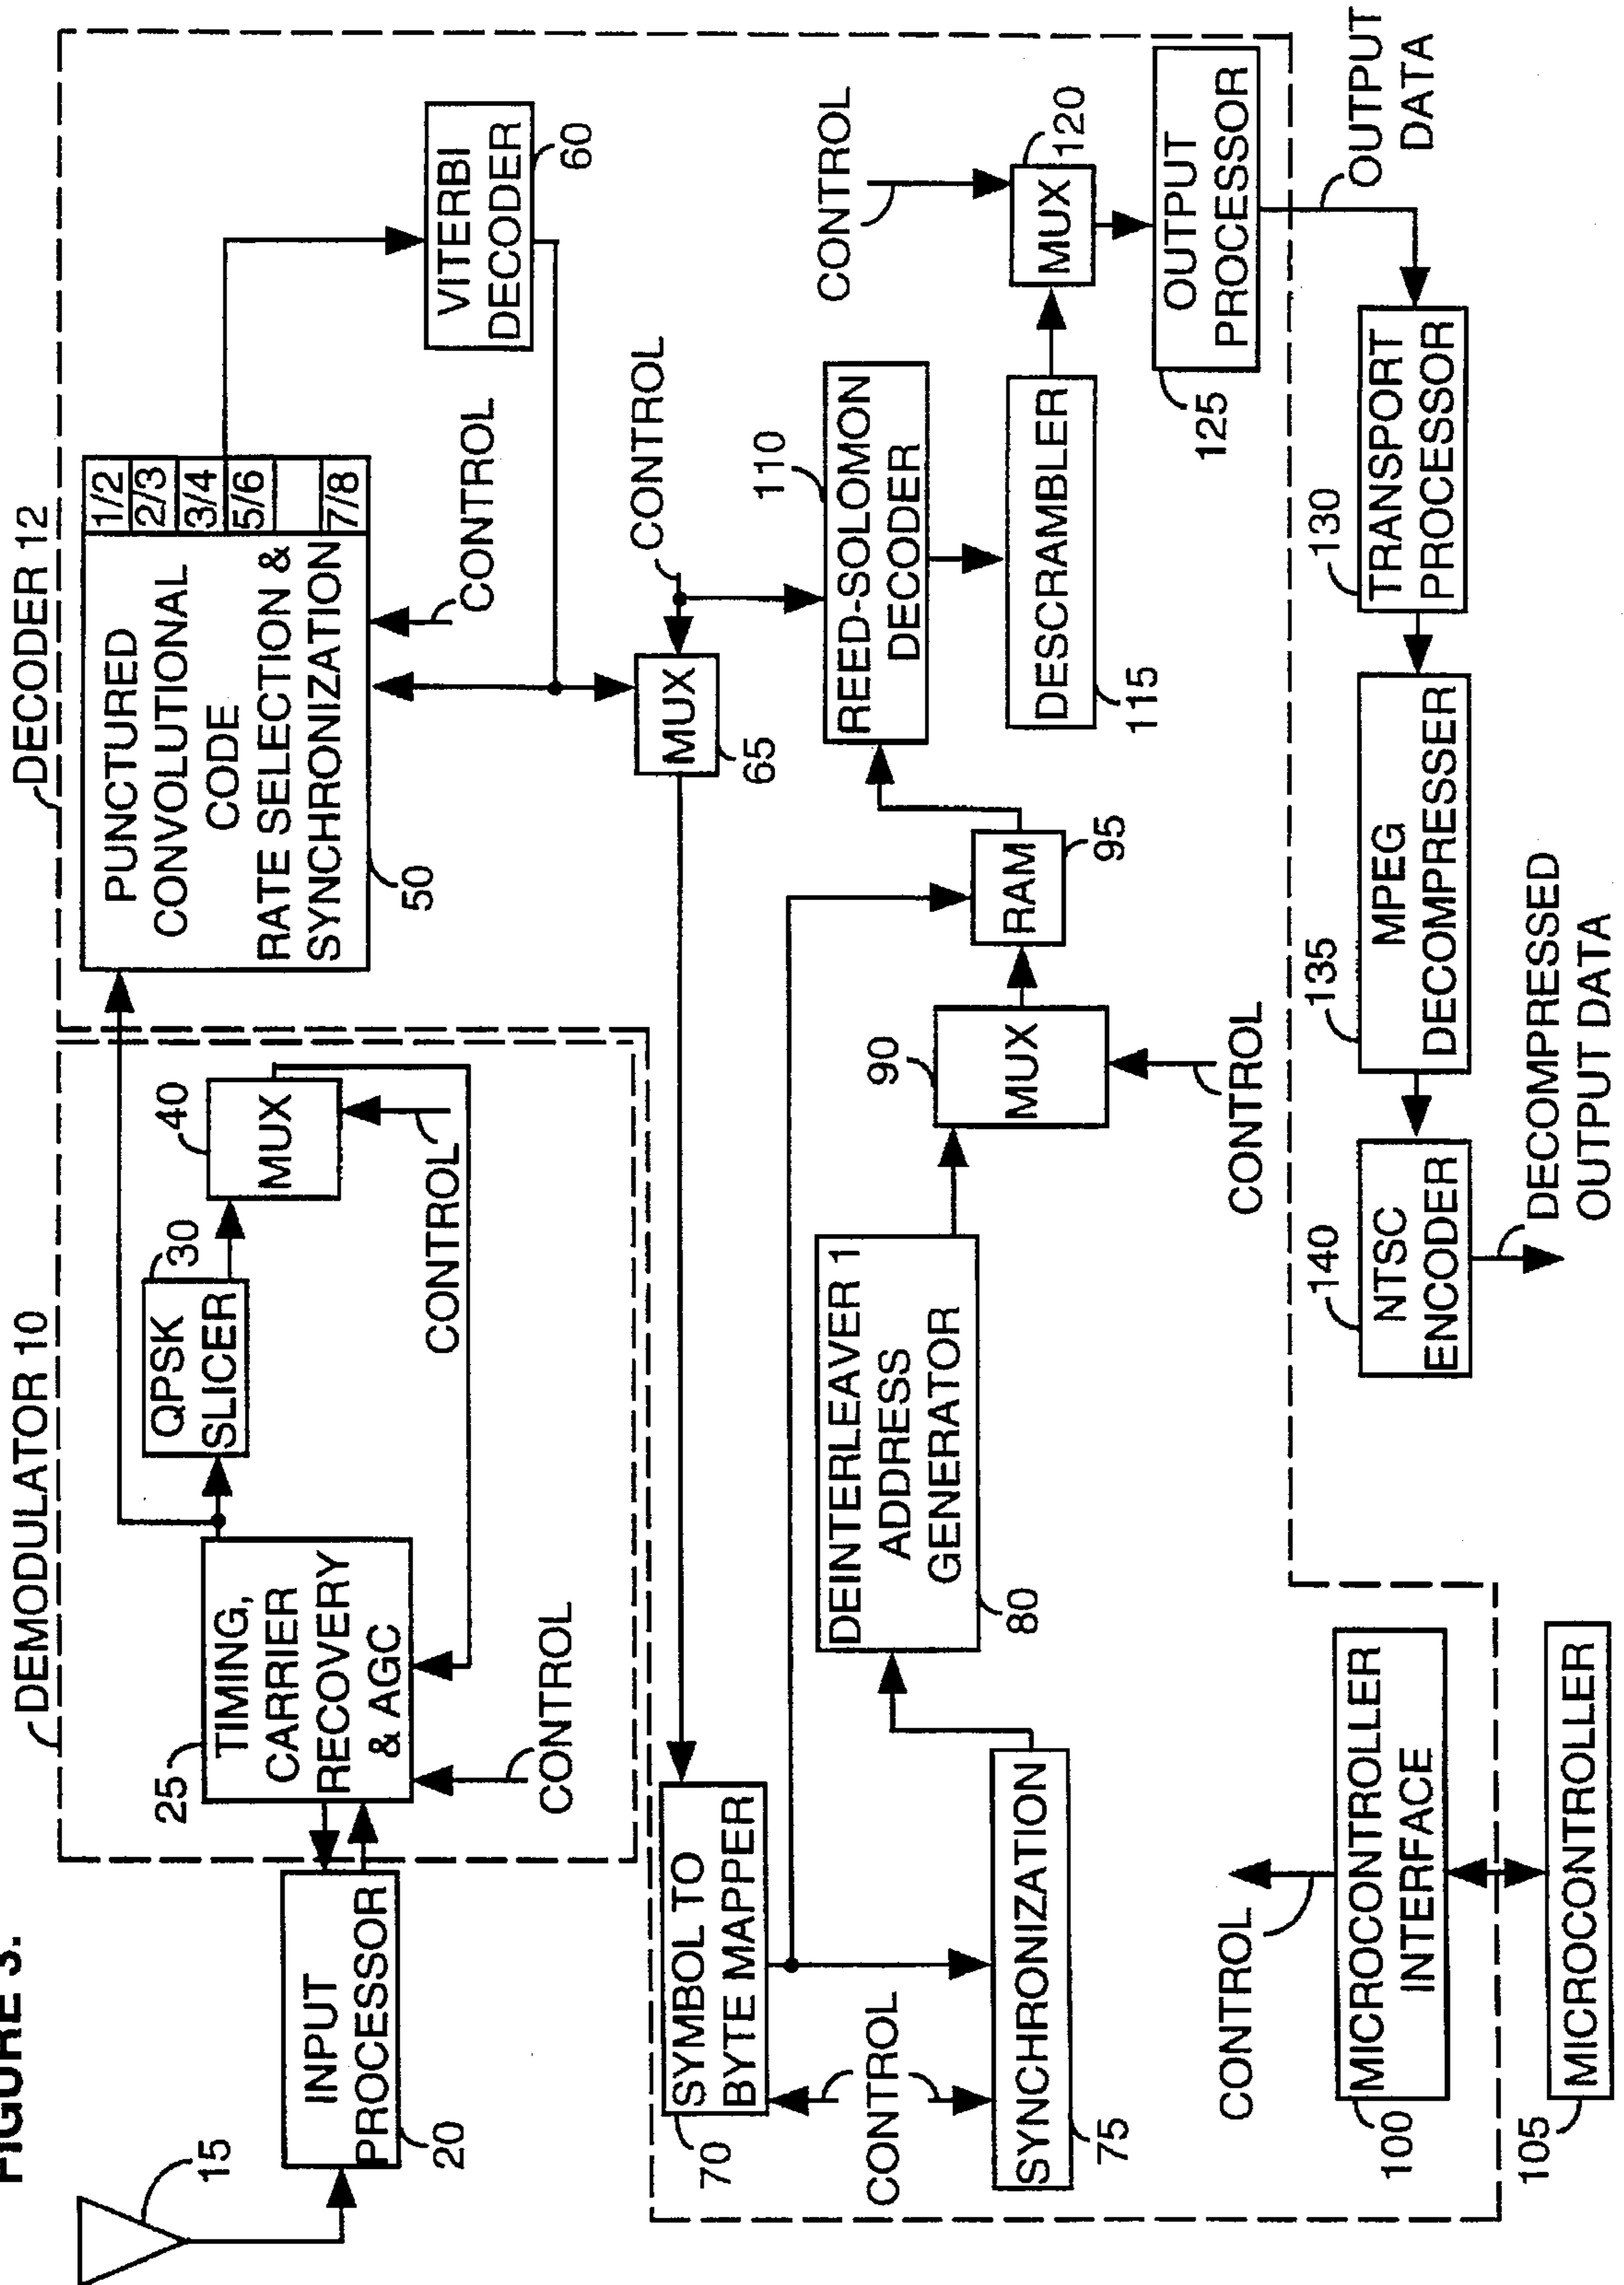 FIGURE 3.
DEMODULATOR 10
DECODER 12
15
INPUT
PROCESSOR
20
25
TIMING,
CARRIER
RECOVERY
& AGC
CONTROL
QPSK
SLICER
30
40
MUX
CONTROL
PUNCTURED
CONVOLUTIONAL
CODE
RATE SELECTION &
SYNCHRONIZATION
1/2
2/3
3/4
5/6
7/8
50
CONTROL
VITERBI
DECODER
60
CONTROL
MUX
65
SYMBOL TO
BYTE MAPPER
70
CONTROL
SYNCHRONIZATION
75
DEINTERLEAVER 1
ADDRESS
GENERATOR
80
90
MUX
CONTROL
RAM
95
110
REED-SOLOMON
DECODER
DESCRAMBLER
115
CONTROL
MUX
120
OUTPUT
PROCESSOR
125
OUTPUT
DATA
CONTROL
MICROCONTROLLER
INTERFACE
100
MICROCONTROLLER
105
140
NTSC
ENCODER
135
MPEG
DECOMPRESSER
130
TRANSPORT
PROCESSOR
DECOMPRESSED
OUTPUT DATA